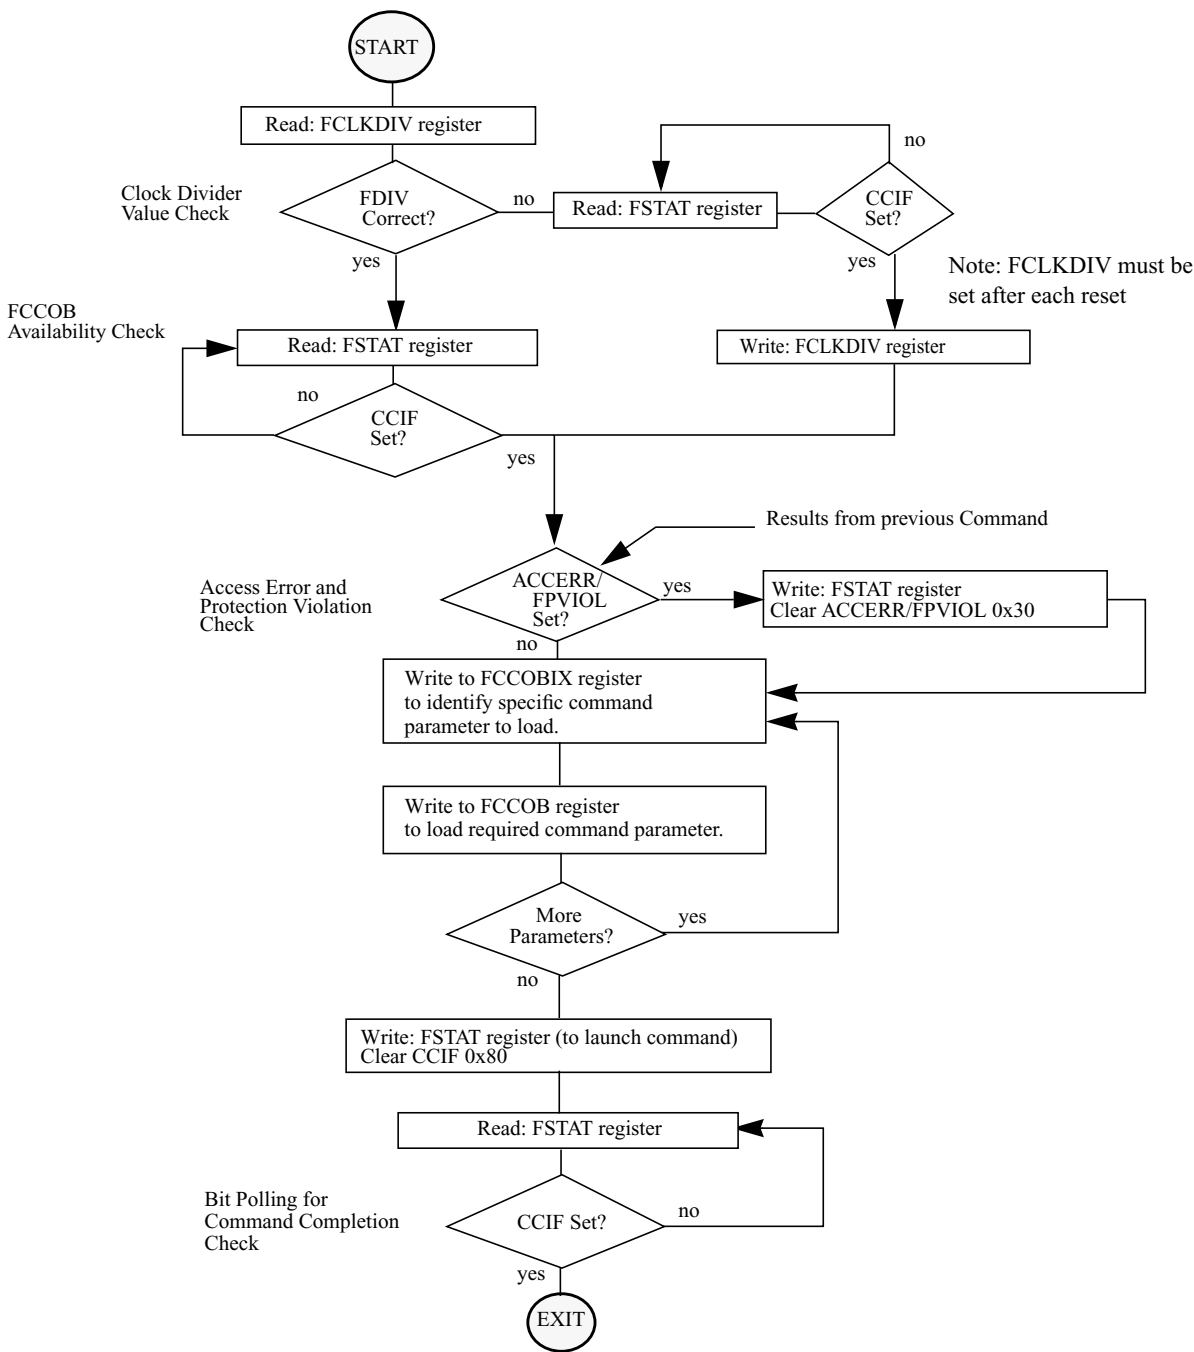 START
Read: FCLKDIV register
no
Clock Divider
Value Check
FDIV
Correct?
no
Read: FSTAT register
CCIF
Set?
yes
yes
Note: FCLKDIV must be
set after each reset
FCCOB
Availability Check
Read: FSTAT register
Write: FCLKDIV register
no
CCIF
Set?
yes
Results from previous Command
Access Error and
Protection Violation
Check
ACCERR/
FPVIOL
Set?
yes
Write: FSTAT register
Clear ACCERR/FPVIOL 0x30
no
Write to FCCOBIX register
to identify specific command
parameter to load.
Write to FCCOB register
to load required command parameter.
More
Parameters?
yes
no
Write: FSTAT register (to launch command)
Clear CCIF 0x80
Read: FSTAT register
Bit Polling for
Command Completion
Check
CCIF Set?
no
yes
EXIT